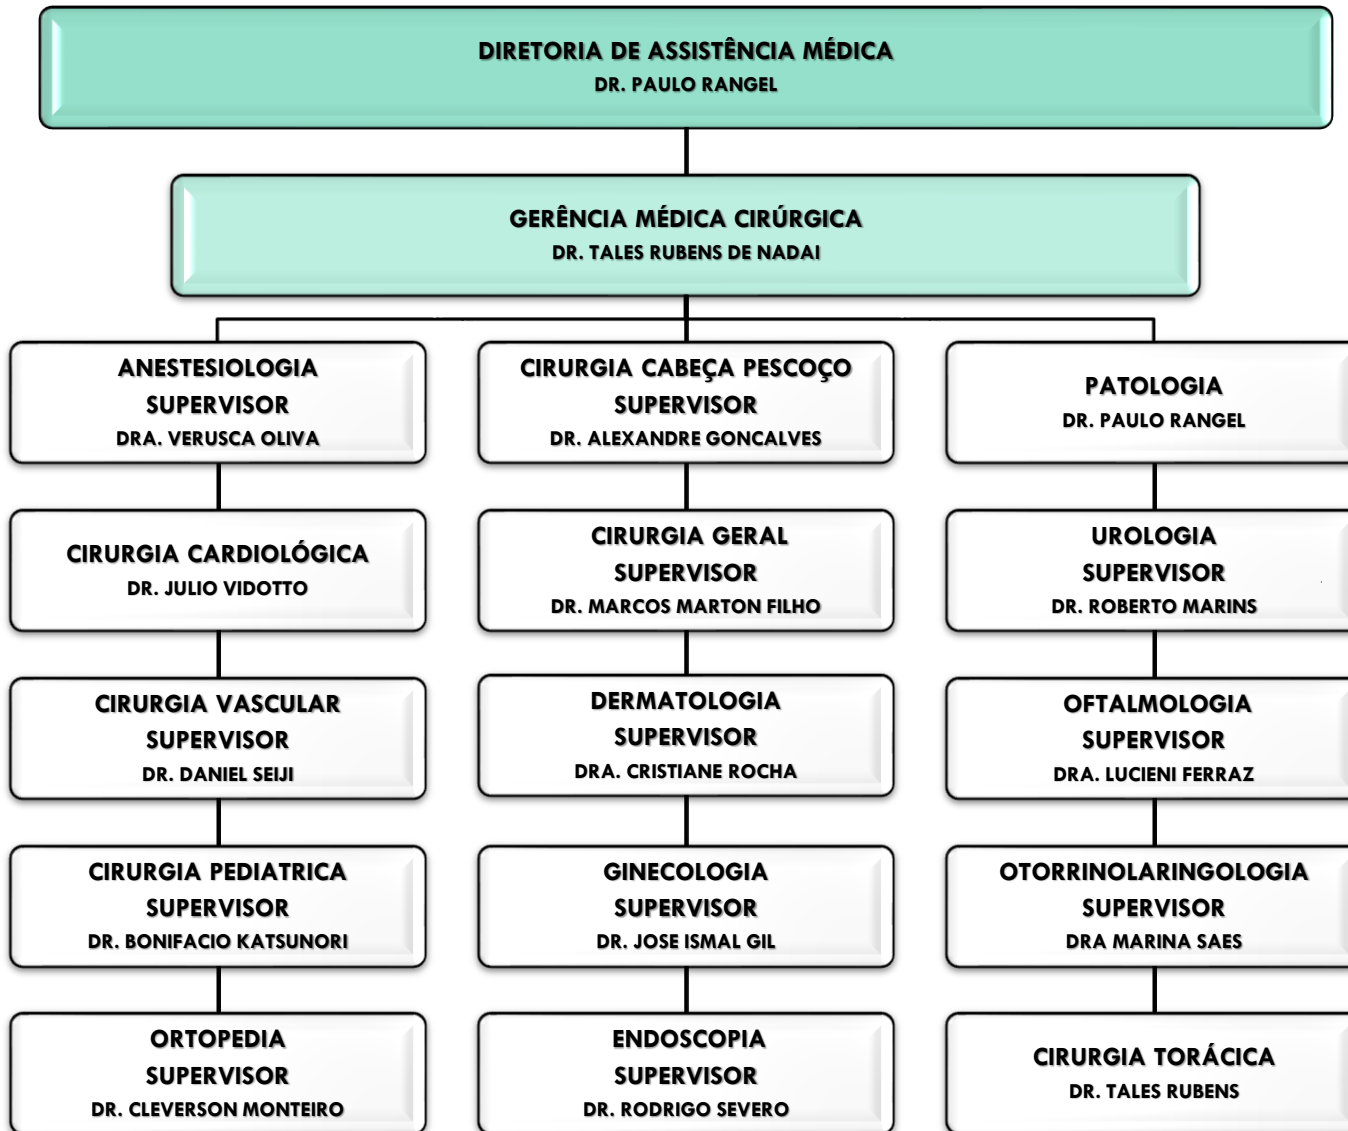 DIRETORIA DE ASSISTÊNCIA MÉDICA
DR. PAULO RANGEL
GERÊNCIA MÉDICA CIRÚRGICA
DR. TALES RUBENS DE NADAI
ANESTESIOLOGIA
SUPERVISOR
DRA. VERUSCA OLIVA
CIRURGIA CABEÇA PESCOÇO
SUPERVISOR
DR. ALEXANDRE GONCALVES
PATOLOGIA
DR. PAULO RANGEL
CIRURGIA CARDIOLÓGICA
DR. JULIO VIDOTTO
CIRURGIA GERAL
SUPERVISOR
DR. MARCOS MARTON FILHO
UROLOGIA
SUPERVISOR
DR. ROBERTO MARINS
CIRURGIA VASCULAR
SUPERVISOR
DR. DANIEL SEIJI
DERMATOLOGIA
SUPERVISOR
DRA. CRISTIANE ROCHA
OFTALMOLOGIA
SUPERVISOR
DRA. LUCIENI FERRAZ
CIRURGIA PEDIATRICA
SUPERVISOR
DR. BONIFACIO KATSUNORI
GINECOLOGIA
SUPERVISOR
DR. JOSE ISMAL GIL
OTORRINOLARINGOLOGIA
SUPERVISOR
DRA MARINA SAES
ORTOPEDIA
SUPERVISOR
DR. CLEVERSON MONTEIRO
ENDOSCOPIA
SUPERVISOR
DR. RODRIGO SEVERO
CIRURGIA TORÁCICA
DR. TALES RUBENS